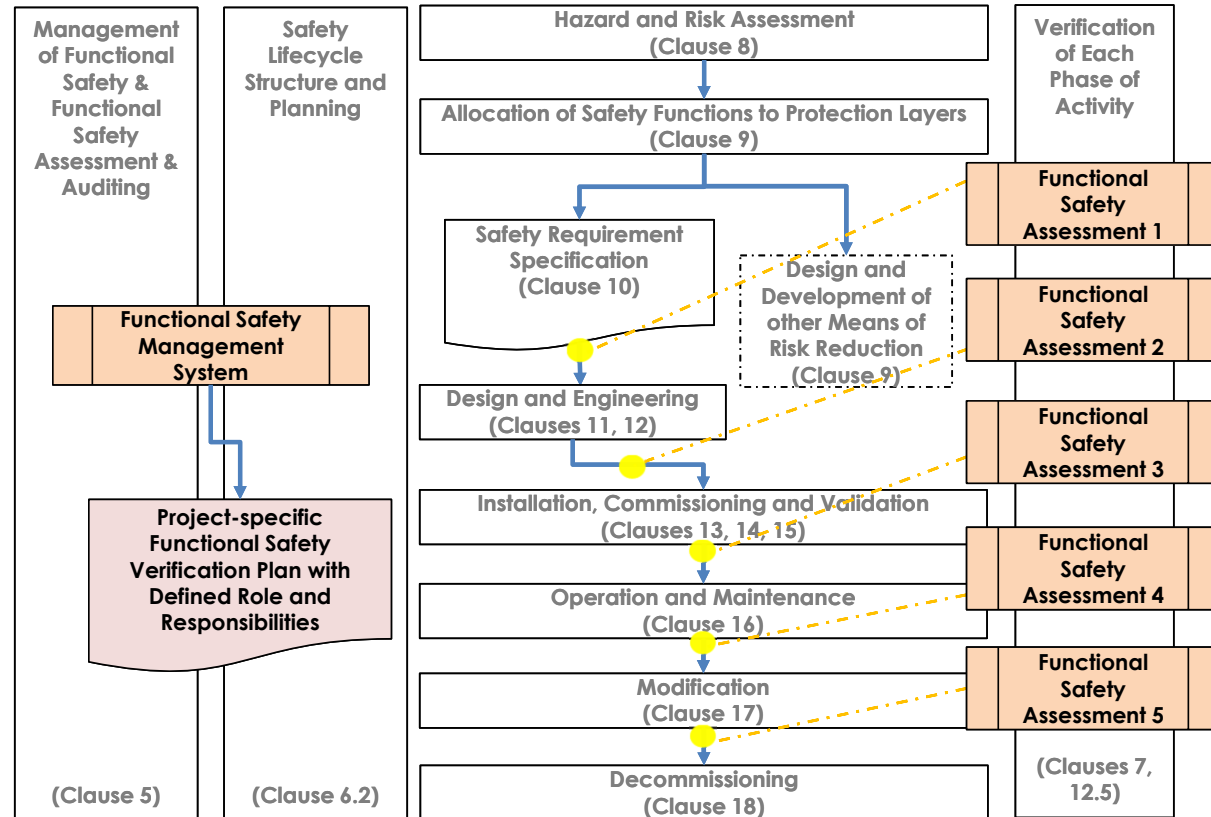 Management
of Functional
Safety &
Functional
Safety
Assessment &
Auditing
(Clause 5)
Safety
Lifecycle
Structure and
Planning
(Clause 6.2)
Functional Safety
Management
System
Project-specific
Functional Safety
Verification Plan with
Defined Role and
Responsibilities
Hazard and Risk Assessment
(Clause 8)
Allocation of Safety Functions to Protection Layers
(Clause 9)
Safety Requirement
Specification
(Clause 10)
Design and
Development of
other Means of
Risk Reduction
(Clause 9)
Design and Engineering
(Clauses 11, 12)
Installation, Commissioning and Validation
(Clauses 13, 14, 15)
Operation and Maintenance
(Clause 16)
Modification
(Clause 17)
Decommissioning
(Clause 18)
Verification
of Each
Phase of
Activity
Functional
Safety
Assessment 1
Functional
Safety
Assessment 2
Functional
Safety
Assessment 3
Functional
Safety
Assessment 4
Functional
Safety
Assessment 5
(Clauses 7,
12.5)